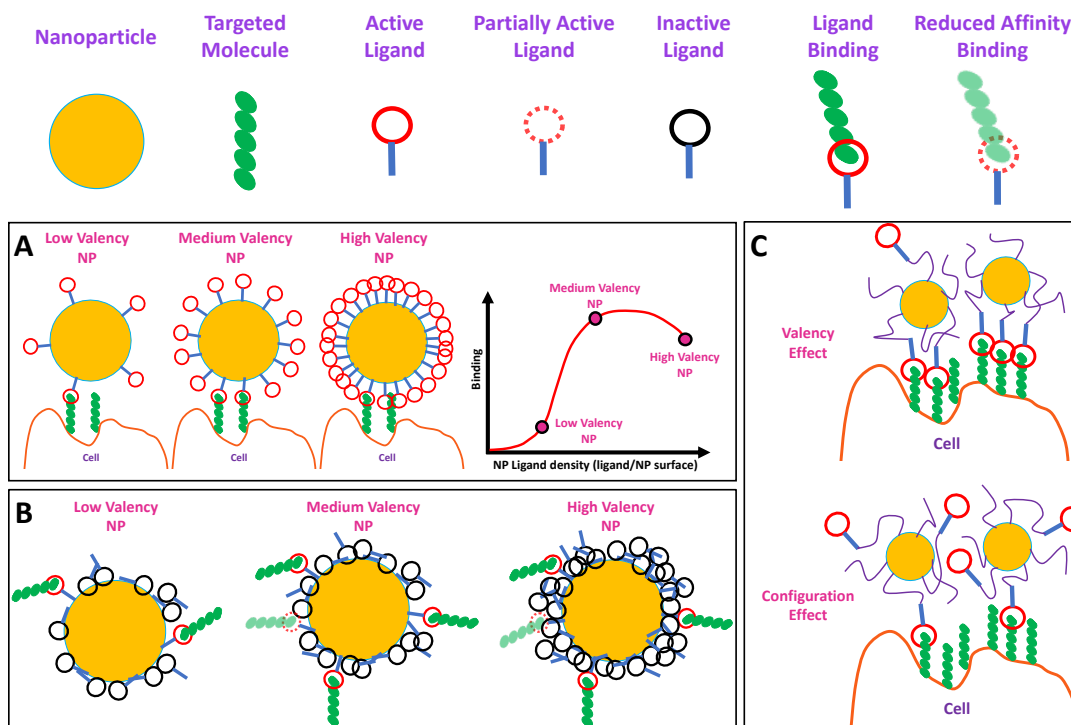 Nanoparticle
Targeted
Molecule
Active
Ligand
Partially Active
Ligand
Inactive
Ligand
Ligand
Binding
Reduced Affinity
Binding
A
Low Valency
NP
Medium Valency
NP
High Valency
NP
Cell
Cell
Cell
Binding
Medium Valency
NP
High Valency
NP
Low Valency
NP
NP Ligand density (ligand/NP surface)
B
Low Valency
NP
Medium Valency
NP
High Valency
NP
C
Valency
Effect
Cell
Configuration
Effect
Cell